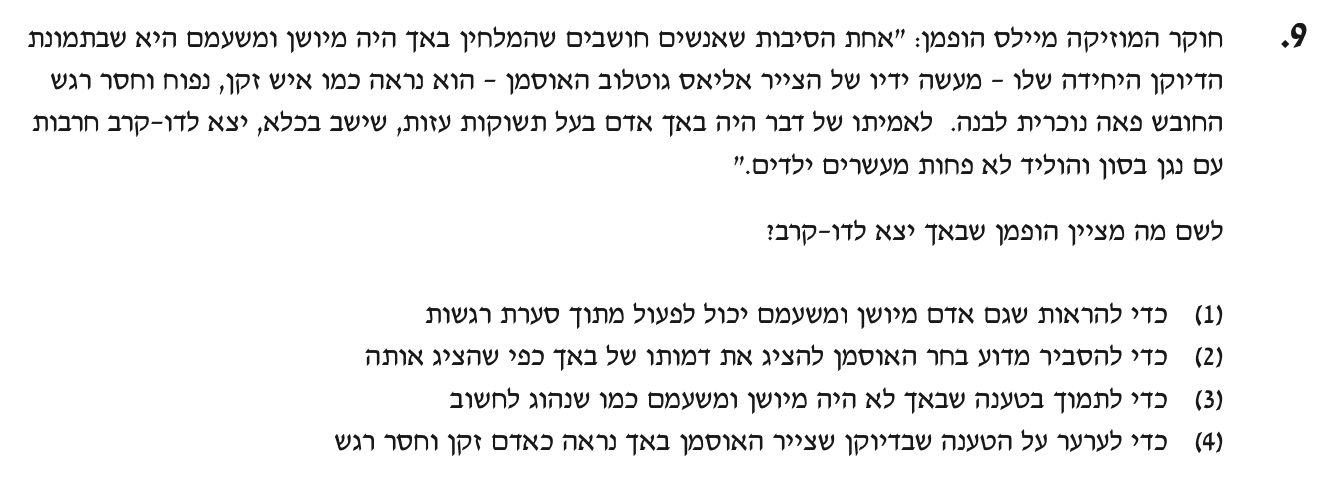 9. חוקר המוזיקה מיילס הופמן: "אחת הסיבות שאנשים חושבים שהמלחין באך היה מיושן ומשעמם היא שבתמונת
הדיוקן היחידה שלו – מעשה ידיו של הצייר אליאס גוטלוב האוסמן – הוא נראה כמו איש זקן, נפוח וחסר רגש
החובש פאה נוכרית לבנה. לאמיתו של דבר היה באך אדם בעל תשוקות עזות, שישב בכלא, יצא לדו-קרב חרבות
עם נגן בסון והוליד לא פחות מעשרים ילדים."
לשם מה מציין הופמן שבאך יצא לדו-קרב?
(1) כדי להראות שגם אדם מיושן ומשעמם יכול לפעול מתוך סערת רגשות
(2) כדי להסביר מדוע בחר האוסמן להציג את דמותו של באך כפי שהציג אותה
(3) כדי לתמוך בטענה שבאך לא היה מיושן ומשעמם כמו שנהוג לחשוב
(4) כדי לערער על הטענה שבדיוקן שצייר האוסמן באך נראה כאדם זקן וחסר רגש